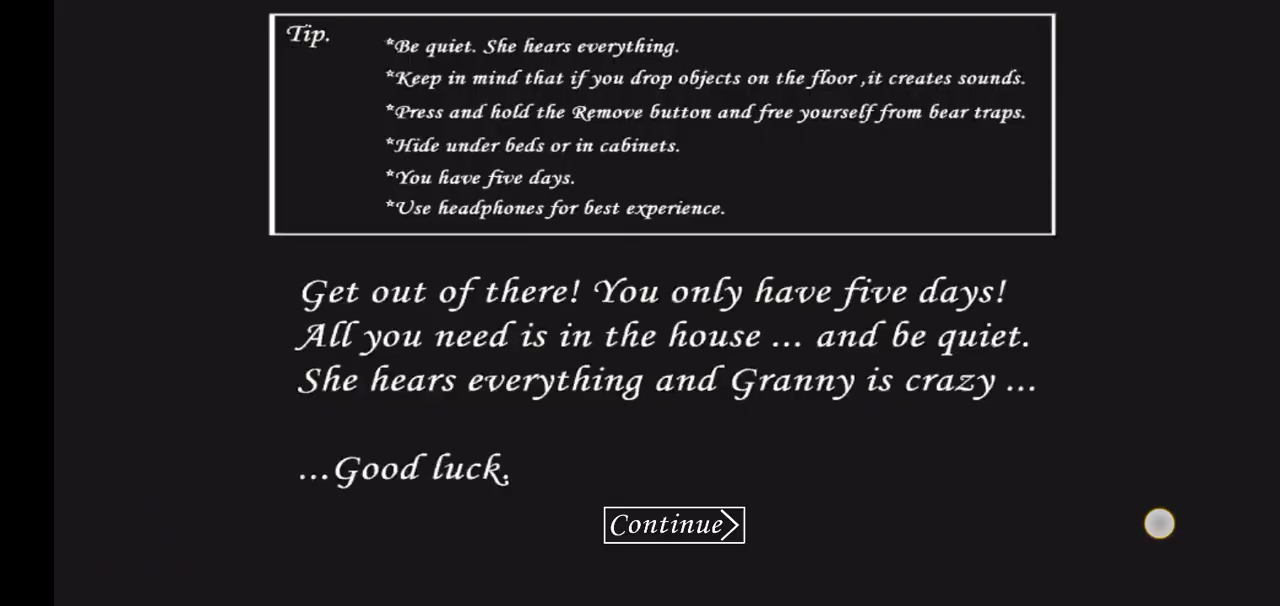 Tip.
*Be quiet. She hears everything.
*Keep in mind that if you drop objects on the floor ,it creates sounds.
*Press and hold the Remove button and free yourself from bear traps.
*Hide under beds or in cabinets.
*You have five days.
*Use headphones for best experience.
Get out of there! You only have five days!
All you need is in the house ... and be quiet.
She hears everything and Granny is crazy ...
...Good luck.
Continue